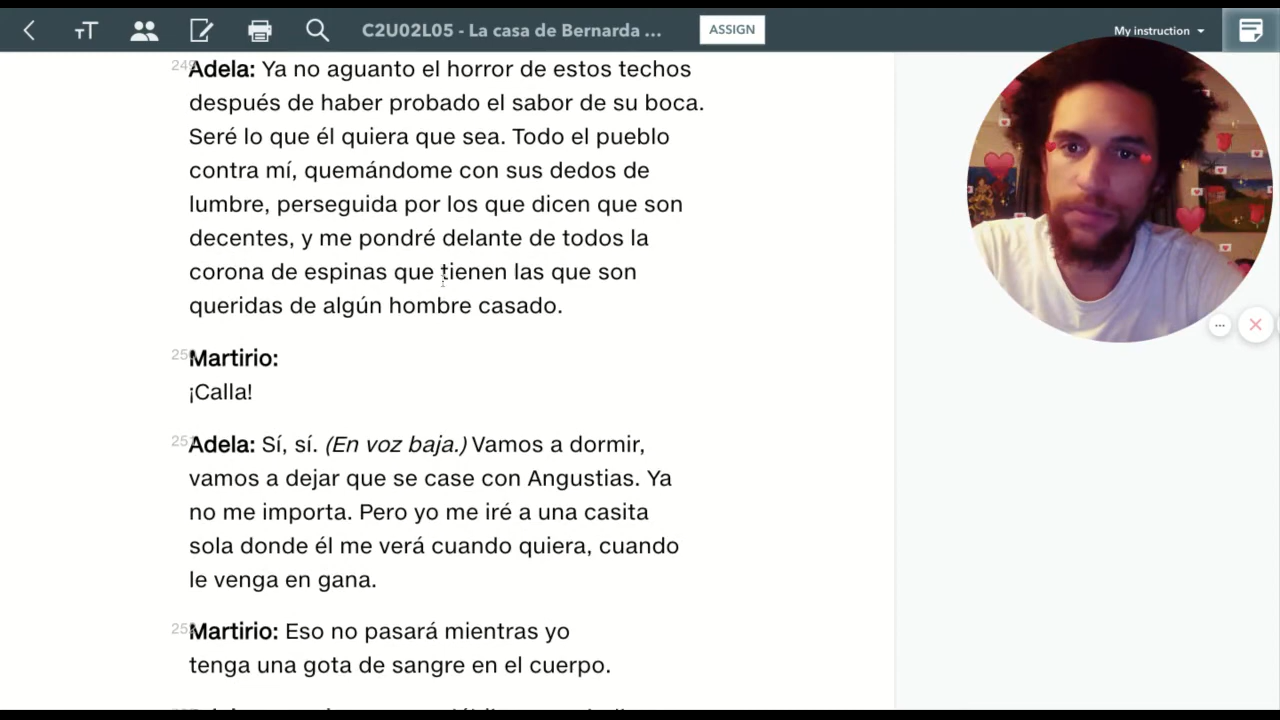 C2U02L05 - La casa de Bernarda ...
ASSIGN
My instruction
249 Adela: Ya no aguanto el horror de estos techos
después de haber probado el sabor de su boca.
Seré lo que él quiera que sea. Todo el pueblo
contra mí, quemándome con sus dedos de
lumbre, perseguida por los que dicen que son
decentes, y me pondré delante de todos la
corona de espinas que tienen las que son
queridas de algún hombre casado.
250 Martirio:
¡Calla!
251 Adela: Sí, sí. (En voz baja.) Vamos a dormir,
vamos a dejar que se case con Angustias. Ya
no me importa. Pero yo me iré a una casita
sola donde él me verá cuando quiera, cuando
le venga en gana.
252 Martirio: Eso no pasará mientras yo
tenga una gota de sangre en el cuerpo.